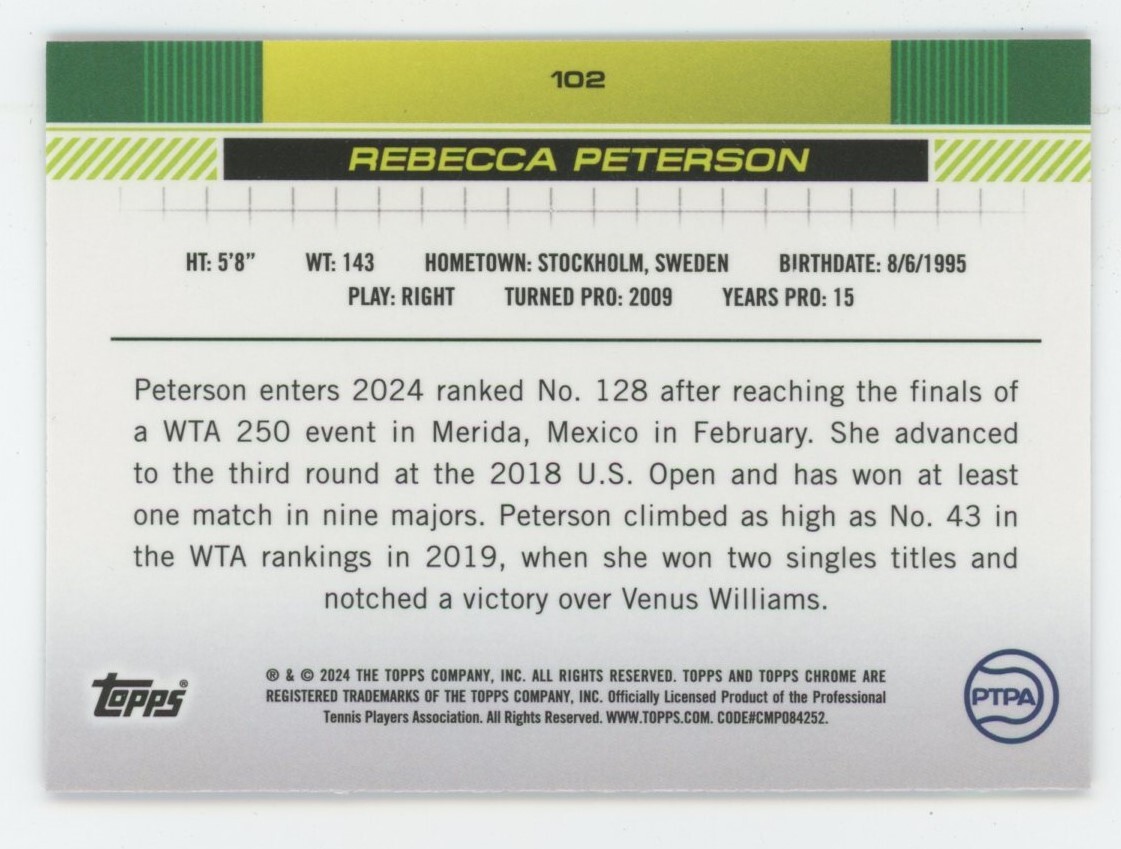 102
REBECCA PETERSON
HT: 5'8" WT: 143 HOMETOWN: STOCKHOLM, SWEDEN BIRTHDATE: 8/6/1995
PLAY: RIGHT TURNED PRO: 2009 YEARS PRO: 15
Peterson enters 2024 ranked No. 128 after reaching the finals of
a WTA 250 event in Merida, Mexico in February. She advanced
to the third round at the 2018 U.S. Open and has won at least
one match in nine majors. Peterson climbed as high as No. 43 in
the WTA rankings in 2019, when she won two singles titles and
notched a victory over Venus Williams.
topps®
® & © 2024 THE TOPPS COMPANY, INC. ALL RIGHTS RESERVED. TOPPS AND TOPPS CHROME ARE
REGISTERED TRADEMARKS OF THE TOPPS COMPANY, INC. Officially Licensed Product of the Professional
Tennis Players Association. All Rights Reserved. WWW.TOPPS.COM. CODE#CMP084252.
PTPA